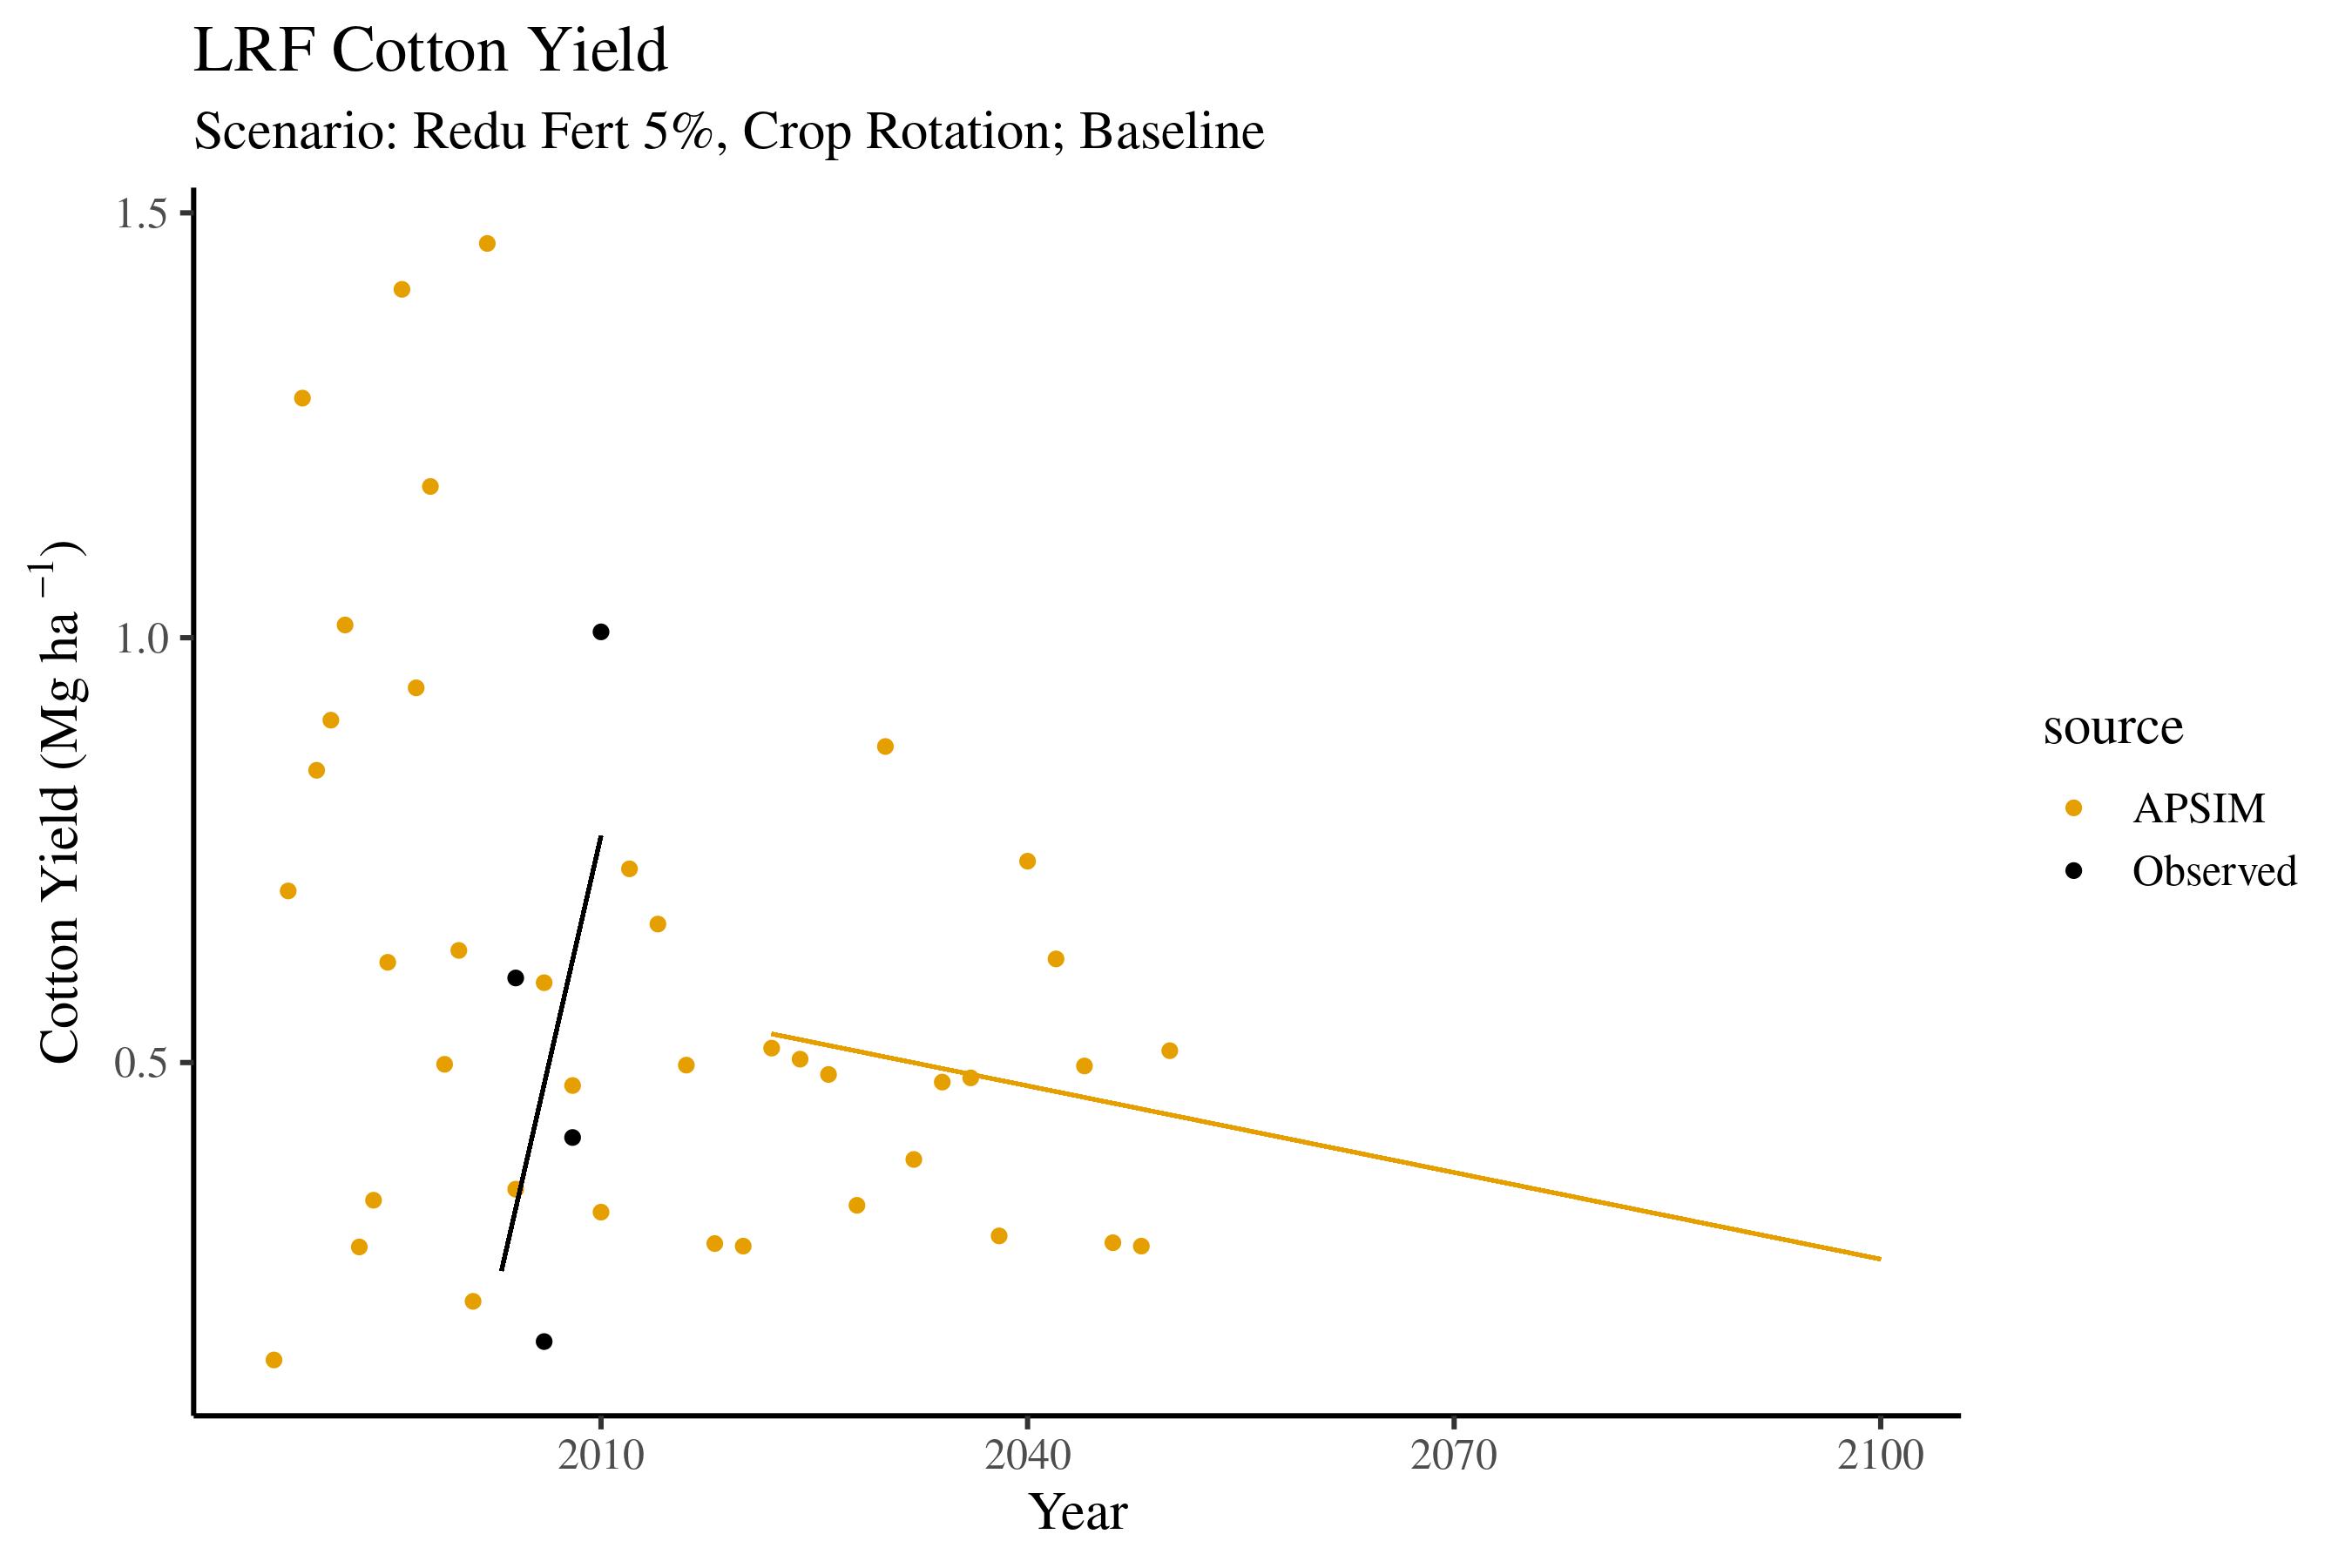 LRF Cotton Yield
Scenario: Redu Fert 5%, Crop Rotation; Baseline
Cotton Yield (Mg ha −1)
1.5
1.0
0.5
2010 2040 2070 2100
Year
source
APSIM
Observed